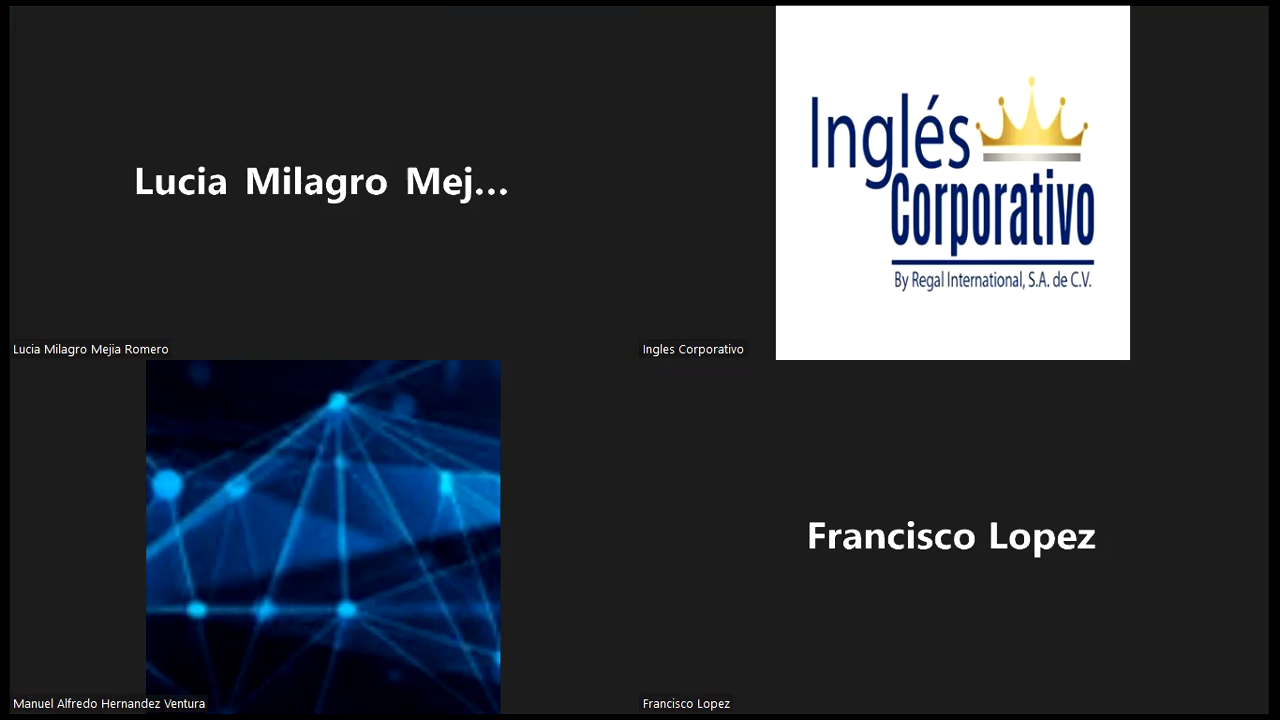 Lucia Milagro Mej...
Lucia Milagro Mejia Romero
Inglés
Corporativo
By Regal International, S.A. de C.V.
Ingles Corporativo
Manuel Alfredo Hernandez Ventura
Francisco Lopez
Francisco Lopez